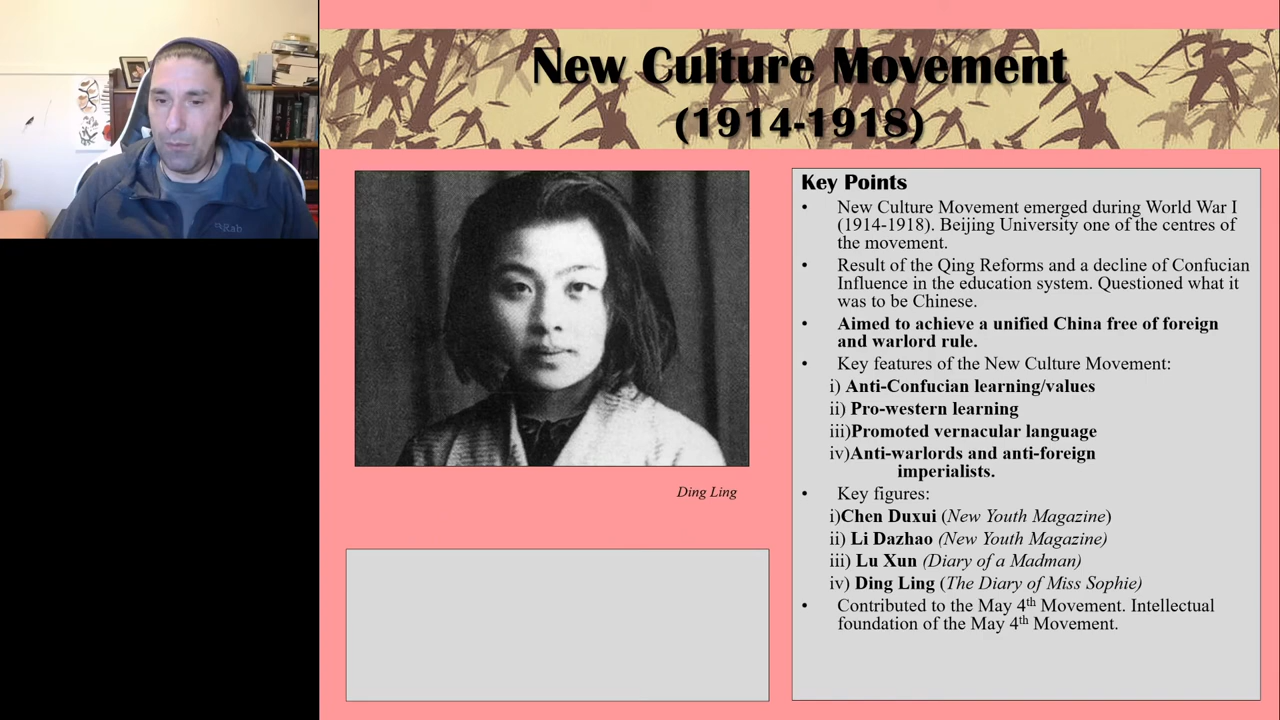 New Culture Movement
(1914-1918)
Rah
Ding Ling
Key Points
• New Culture Movement emerged during World War I
(1914-1918). Beijing University one of the centres of
the movement.
• Result of the Qing Reforms and a decline of Confucian
Influence in the education system. Questioned what it
was to be Chinese.
• Aimed to achieve a unified China free of foreign
and warlord rule.
• Key features of the New Culture Movement:
i) Anti-Confucian learning/values
ii) Pro-western learning
iii)Promoted vernacular language
iv)Anti-warlords and anti-foreign
imperialists.
• Key figures:
i)Chen Duxui (New Youth Magazine)
ii) Li Dazhao (New Youth Magazine)
iii) Lu Xun (Diary of a Madman)
iv) Ding Ling (The Diary of Miss Sophie)
• Contributed to the May 4th Movement. Intellectual
foundation of the May 4th Movement.